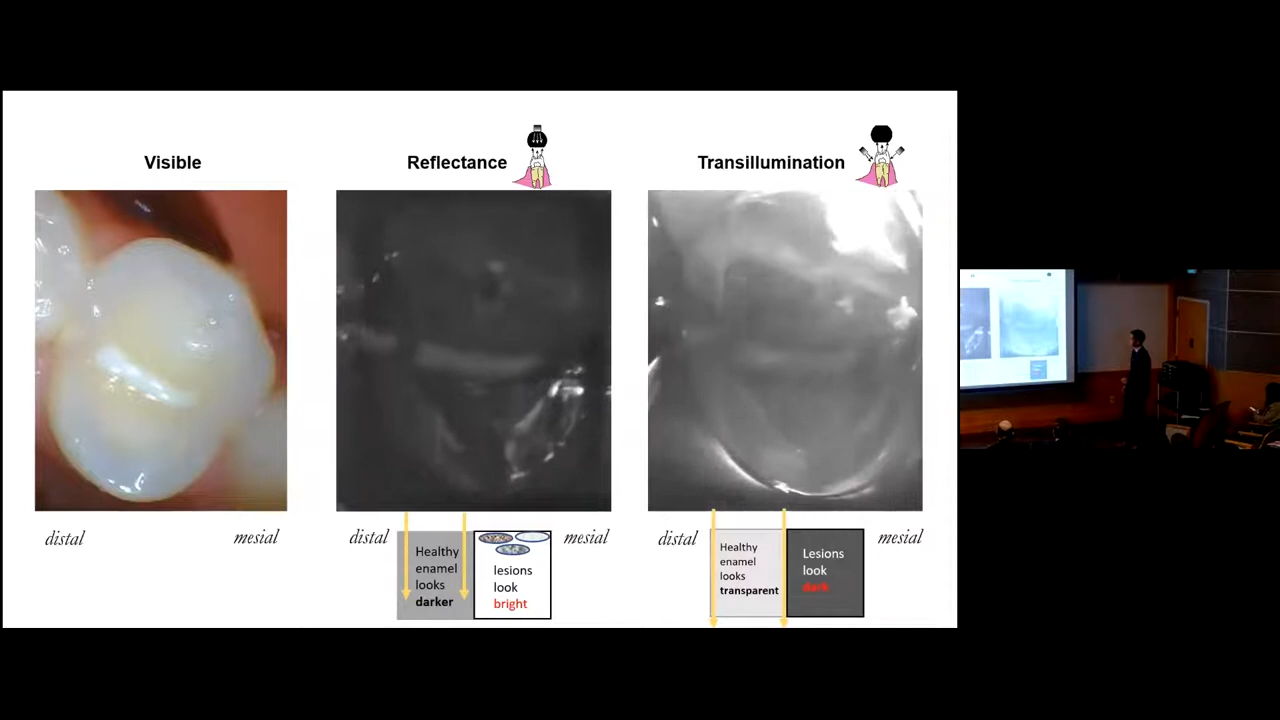 Visible
Reflectance
Transillumination
distal
mesial
distal
Healthy
enamel
looks
darker
lesions
look
bright
mesial
distal
Healthy
enamel
looks
transparent
Lesions
look
dark
mesial